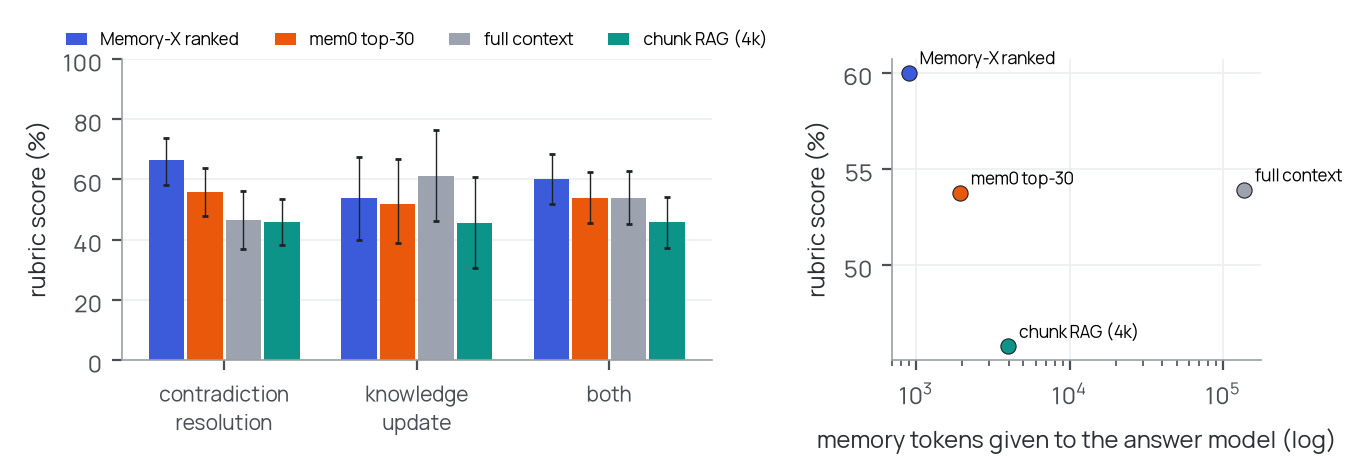 Memory-X ranked mem0 top-30 full context chunk RAG (4k)
rubric score (%)
100
80
60
40
20
0
contradiction
resolution
knowledge
update
both
rubric score (%)
60
55
50
Memory-X ranked
mem0 top-30
full context
chunk RAG (4k)
10³ 10⁴ 10⁵
memory tokens given to the answer model (log)